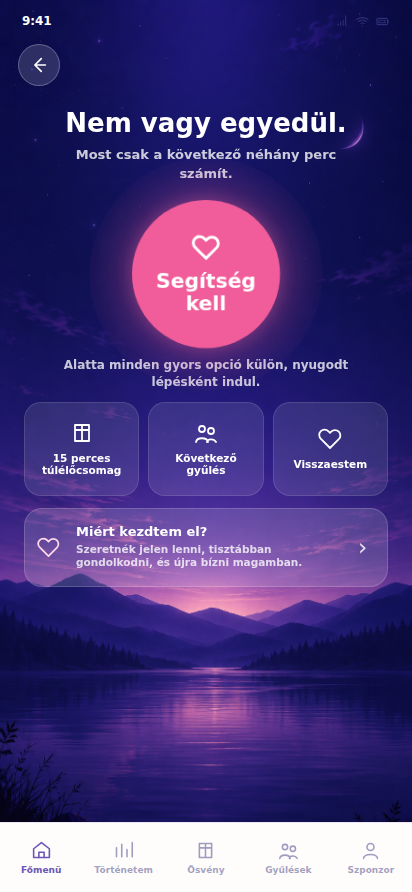 9:41
Nem vagy egyedül.
Most csak a következő néhány perc
számít.
Segítség
kell
Alatta minden gyors opció külön, nyugodt
lépésként indul.
15 perces
túlélőcsomag
Következő
gyűlés
Visszaestem
Miért kezdtem el?
Szeretnék jelen lenni, tisztában
gondolkodni, és újra bízni magamban.
Főmenü
Történetem
Ösvény
Gyűlések
Szponzor